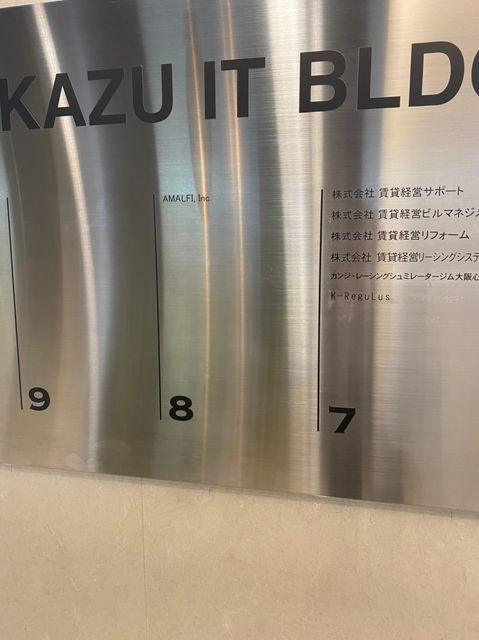 KAZU IT BLDG
AMALFI, Inc.
株式会社 賃貸経営サポート
株式会社 賃貸経営ビルマネジメ
株式会社 賃貸経営リフォーム
株式会社 賃貸経営リーシングシステ
カンジ・レーシングシュミレータージム大阪心
K-ReguLus
9
8
7